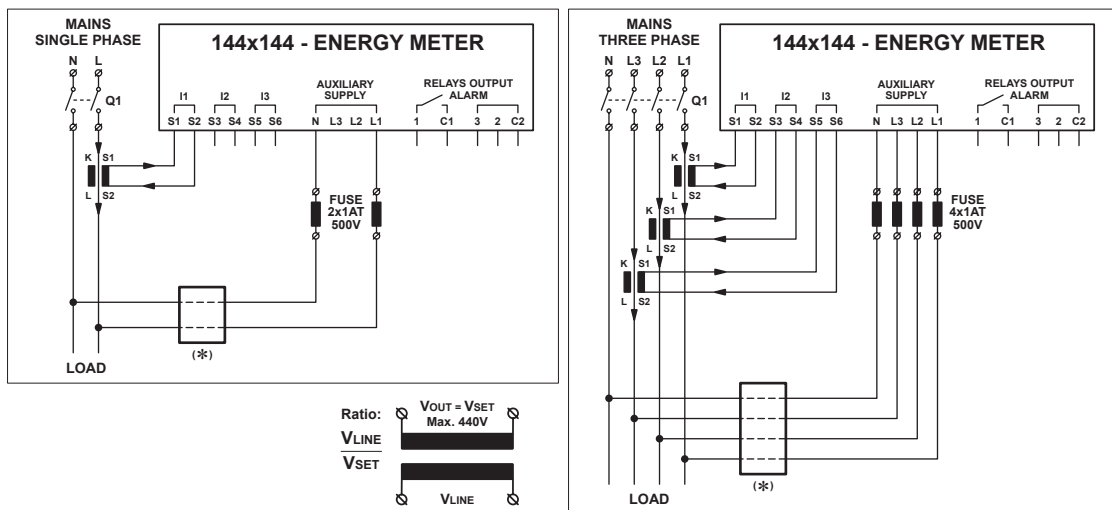 MAINS
SINGLE PHASE
N L
Q1
144x144 - ENERGY METER
AUXILIARY
SUPPLY
RELAYS OUTPUT
ALARM
I1 I2 I3
S1 S2 S3 S4 S5 S6 N L3 L2 L1 1 C1 3 2 C2
K S1
L S2
FUSE
2x1AT
500V
(*)
LOAD
Ratio:
VLINE
VSET
VOUT = VSET
Max. 440V
VLINE
MAINS
THREE PHASE
N L3 L2 L1
Q1
144x144 - ENERGY METER
AUXILIARY
SUPPLY
RELAYS OUTPUT
ALARM
I1 I2 I3
S1 S2 S3 S4 S5 S6 N L3 L2 L1 1 C1 3 2 C2
K S1
L S2
K S1
L S2
K S1
L S2
FUSE
4x1AT
500V
(*)
LOAD